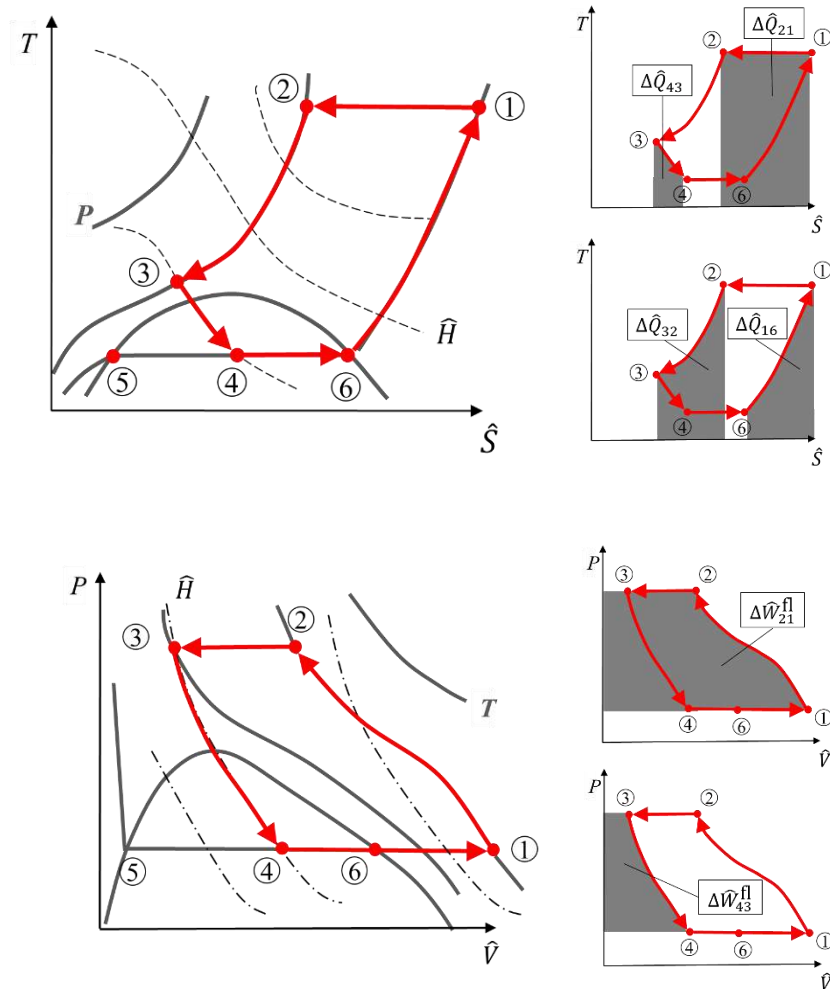 T
P
Ĥ
①
②
③
④
⑤
⑥
Ŝ
T
ΔQ̂₂₁
ΔQ̂₄₃
①
②
③
④
⑥
Ŝ
T
ΔQ̂₃₂
ΔQ̂₁₆
①
②
③
④
⑥
Ŝ
P
Ĥ
T
①
②
③
④
⑤
⑥
V̂
P
ΔŴ₂₁ᶠˡ
①
②
③
④
⑥
V̂
P
ΔŴ₄₃ᶠˡ
①
②
③
④
⑥
V̂